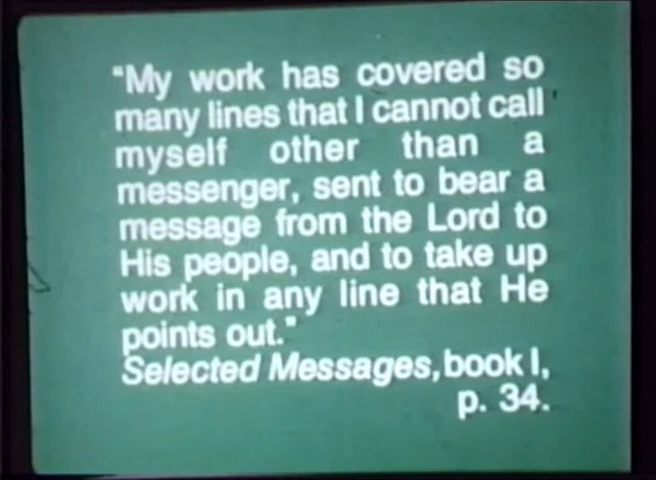 "My work has covered so
many lines that I cannot call
myself other than a
messenger, sent to bear a
message from the Lord to
His people, and to take up
work in any line that He
points out."
Selected Messages, book I,
p. 34.